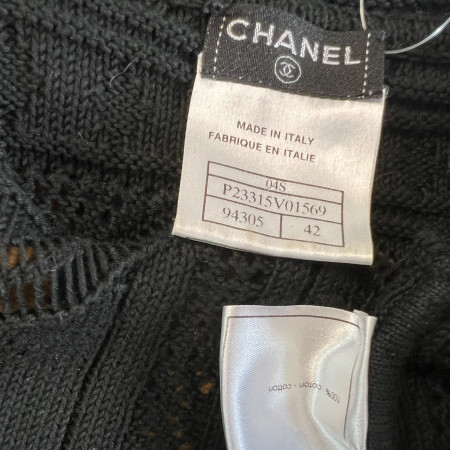 CHANEL
MADE IN ITALY
FABRIQUE EN ITALIE
04S
P23315V01569
94305 42
100% coton - cotton